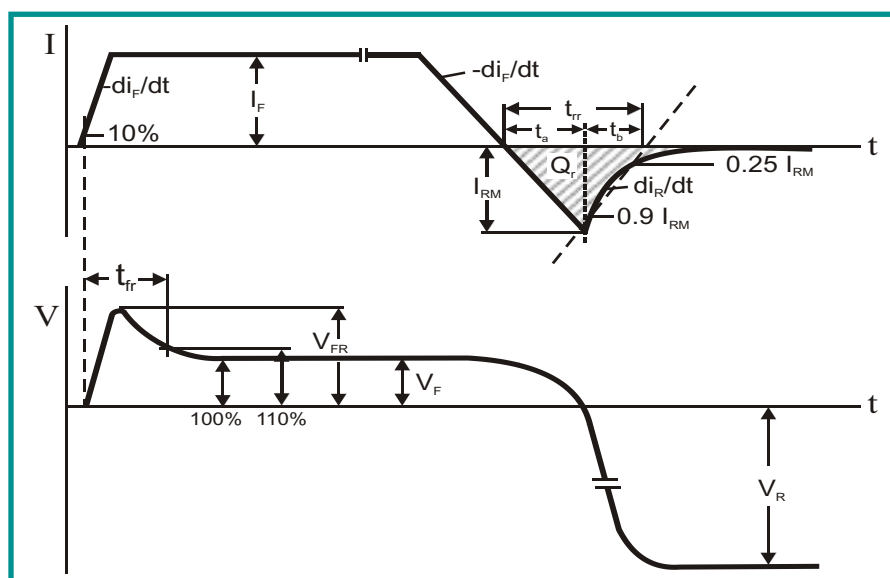 I
-di_F/dt
I_F
10%
-di_F/dt
t_rr
t_a
t_b
t
Q_r
I_RM
0.25 I_RM
di_R/dt
0.9 I_RM
t_fr
V
V_FR
V_F
100%
110%
t
V_R